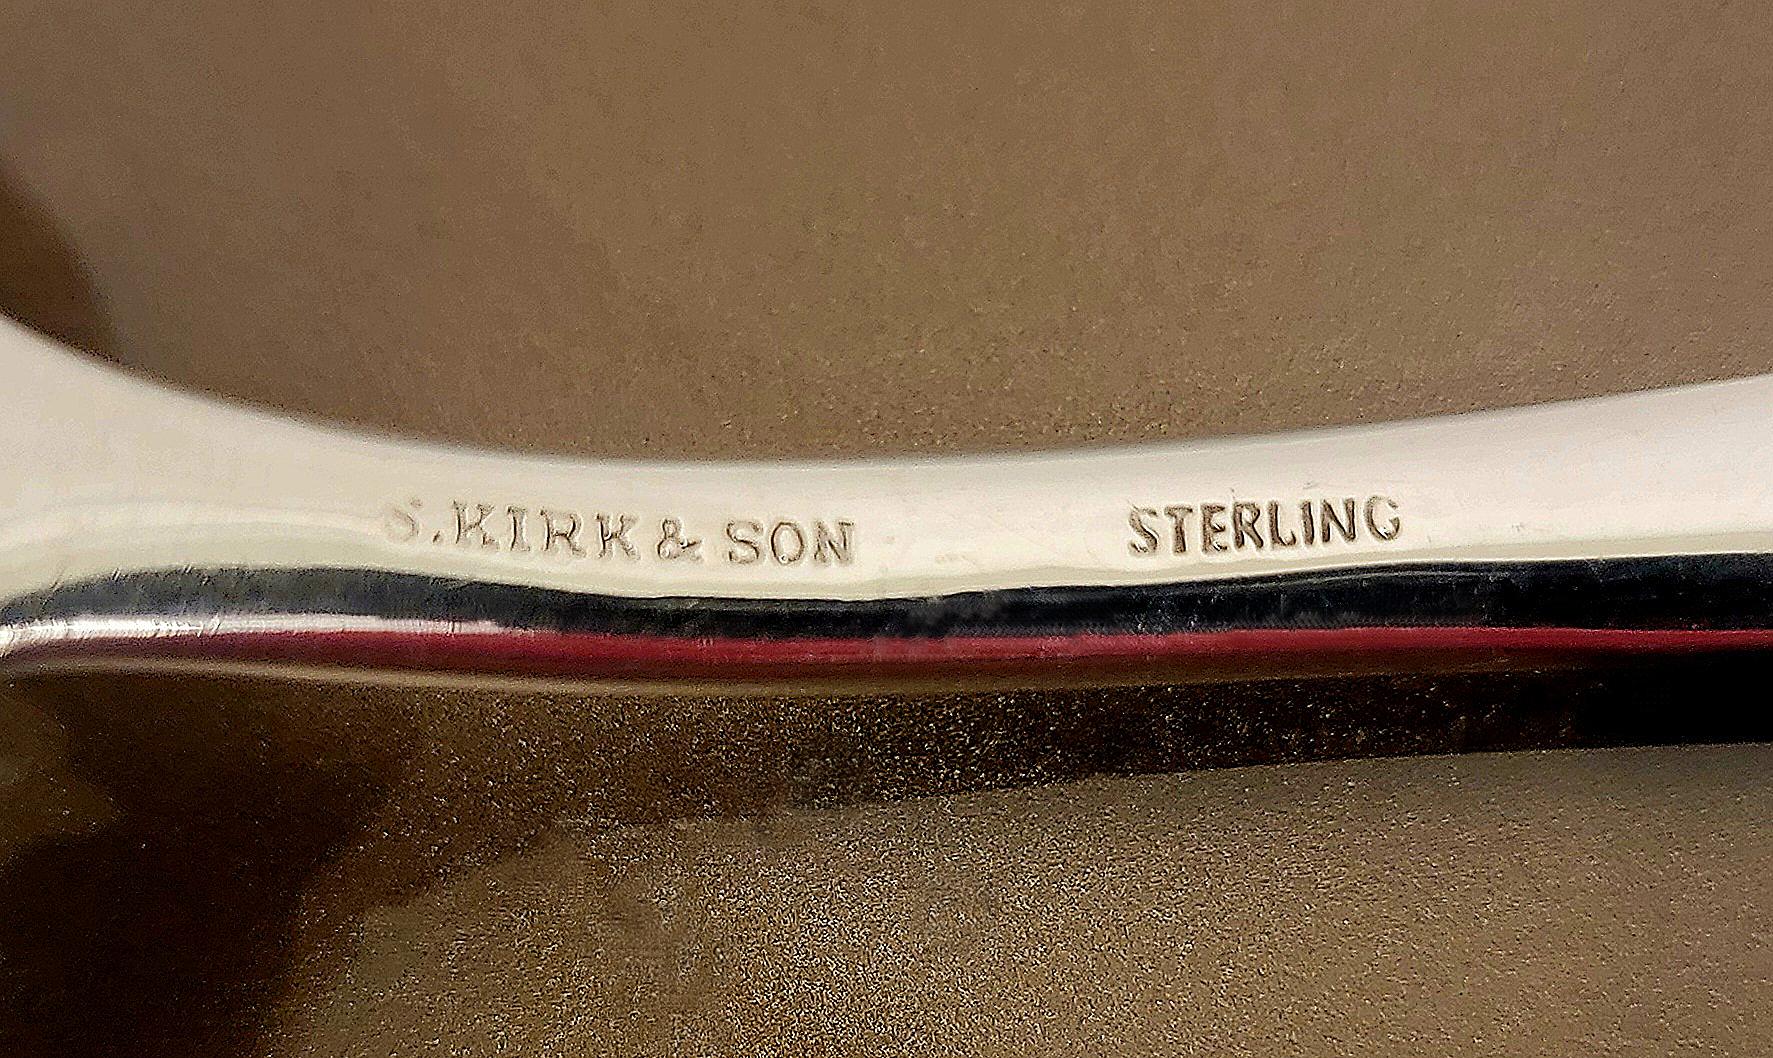 S. KIRK & SON STERLING